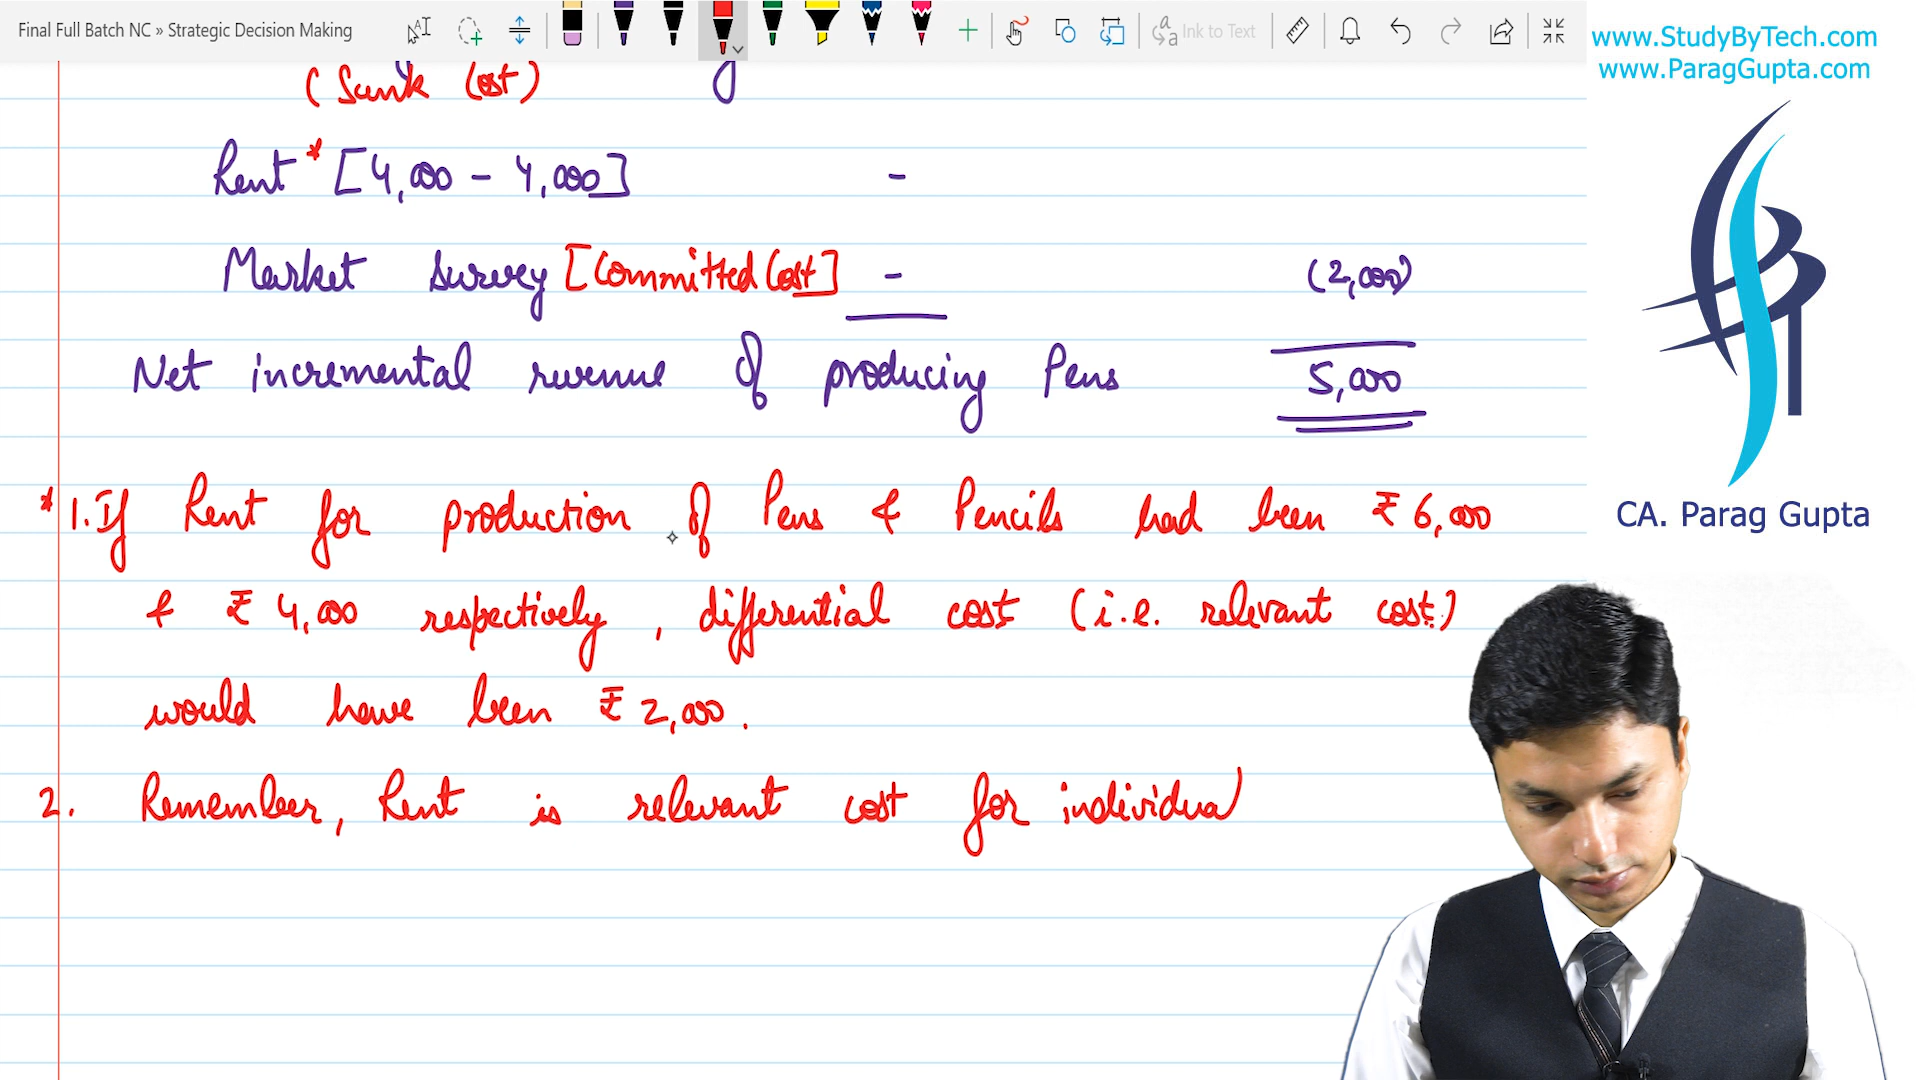 Final Full Batch NC » Strategic Decision Making
Ink to Text
www.StudyByTech.com
www.ParagGupta.com
(Sunk Cost)
Rent* [4,000 - 4,000] -
Market Survey [Committed Cost] - (2,000)
Net incremental revenue of producing Pens 5,000
CA. Parag Gupta
* 1. If Rent for production of Pens & Pencils had been ₹ 6,000
& ₹ 4,000 respectively, differential cost (i.e. relevant cost)
would have been ₹ 2,000.
2. Remember, Rent is relevant cost for individual